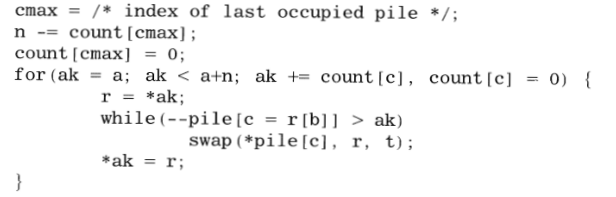 cmax = /* index of last occupied pile */;
n -= count[cmax];
count[cmax] = 0;
for(ak = a; ak < a+n; ak += count[c], count[c] = 0) {
r = *ak;
while(--pile[c = r[b]] > ak)
swap(*pile[c], r, t);
*ak = r;
}